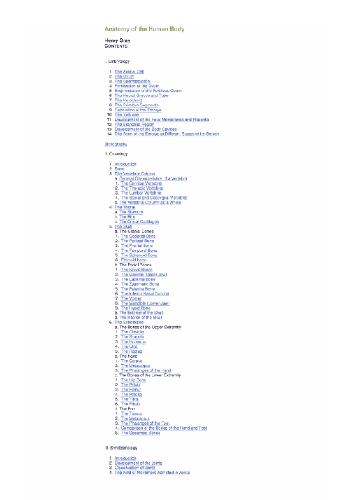 Anatomy of the Human Body
Henry Gray
CONTENTS
I. Embryology
1. The Animal Cell
2. The Ovum
3. The Spermatozoön
4. Fertilization of the Ovum
5. Segmentation of the Fertilized Ovum
6. The Neural Groove and Tube
7. The Notochord
8. The Primitive Segments
9. Separation of the Embryo
10. The Yolk-sac
11. Development of the Fetal Membranes and Placenta
12. The Branchial Region
13. Development of the Body Cavities
14. The Form of the Embryo at Different Stages of Its Growth
Bibliography
II. Osteology
1. Introduction
2. Bone
3. The Vertebral Column
a. General Characteristics of a Vertebra
1. The Cervical Vertebræ
2. The Thoracic Vertebræ
3. The Lumbar Vertebræ
4. The Sacral and Coccygeal Vertebræ
b. The Vertebral Column as a Whole
4. The Thorax
a. The Sternum
b. The Ribs
c. The Costal Cartilages
5. The Skull
a. The Cranial Bones
1. The Occipital Bone
2. The Parietal Bone
3. The Frontal Bone
4. The Temporal Bone
5. The Sphenoid Bone
6. Ethmoid bone
b. The Facial Bones
1. The Nasal Bones
2. The Maxillæ (Upper Jaw)
3. The Lacrimal Bone
4. The Zygomatic Bone
5. The Palatine Bone
6. The Inferior Nasal Concha
7. The Vomer
8. The Mandible (Lower Jaw)
9. The Hyoid Bone
c. The Exterior of the Skull
d. The Interior of the Skull
6. The Extremities
a. The Bones of the Upper Extremity
1. The Clavicle
2. The Scapula
3. The Humerus
4. The Ulna
5. The Radius
b. The Hand
1. The Carpus
2. The Metacarpus
3. The Phalanges of the Hand
c. The Bones of the Lower Extremity
1. The Hip Bone
2. The Pelvis
3. The Femur
4. The Patella
5. The Tibia
6. The Fibula
d. The Foot
1. The Tarsus
2. The Metatarsus
3. The Phalanges of the Foot
4. Comparison of the Bones of the Hand and Foot
5. The Sesamoid Bones
III. Syndesmology
1. Introduction
2. Development of the Joints
3. Classification of Joints
4. The Kind of Movement Admitted in Joints